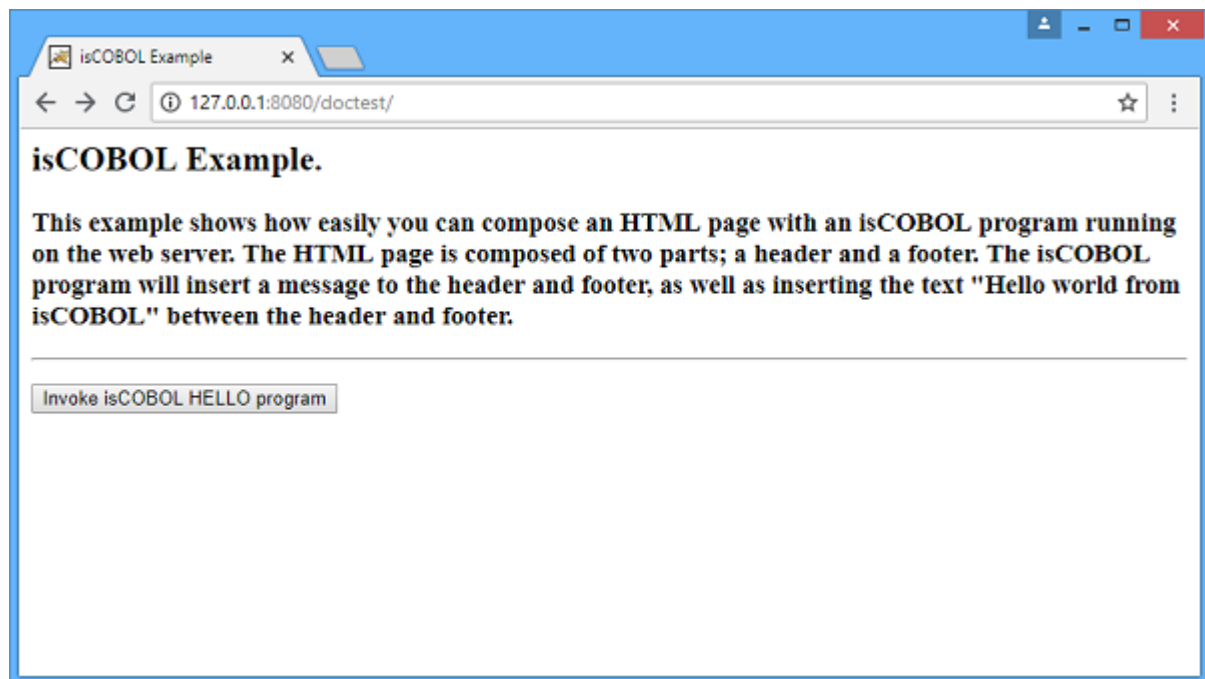 isCOBOL Example
127.0.0.1:8080/doctest/
isCOBOL Example.
This example shows how easily you can compose an HTML page with an isCOBOL program running
on the web server. The HTML page is composed of two parts; a header and a footer. The isCOBOL
program will insert a message to the header and footer, as well as inserting the text "Hello world from
isCOBOL" between the header and footer.
Invoke isCOBOL HELLO program